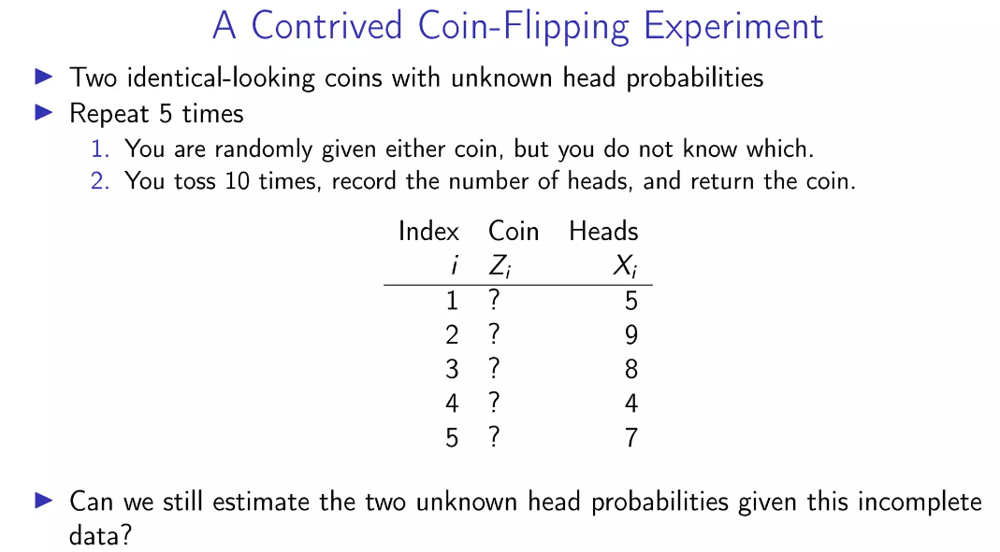 A Contrived Coin-Flipping Experiment
▶ Two identical-looking coins with unknown head probabilities
▶ Repeat 5 times
1. You are randomly given either coin, but you do not know which.
2. You toss 10 times, record the number of heads, and return the coin.
Index Coin Heads
i Zᵢ Xᵢ
1 ? 5
2 ? 9
3 ? 8
4 ? 4
5 ? 7
▶ Can we still estimate the two unknown head probabilities given this incomplete
data?